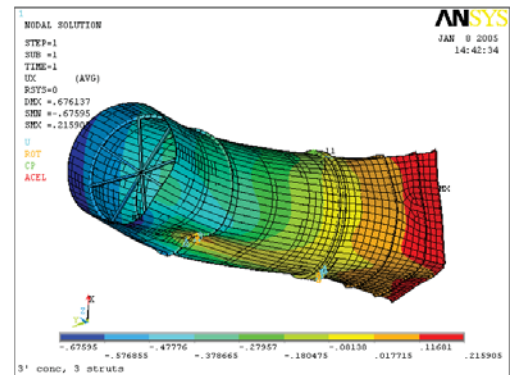 1
NODAL SOLUTION
ANSYS
STEP=1
SUB =1
TIME=1
UX (AVG)
RSYS=0
DMX =.676137
SMN =-.67595
SMX =.215905
JAN 8 2005
14:42:34
U
ROT
CP
ACEL
MX
X
Y
-.67595 -.47776 -.27957 -.08138 .11681
-.576855 -.378665 -.180475 .017715 .215905
3' conc, 3 struts